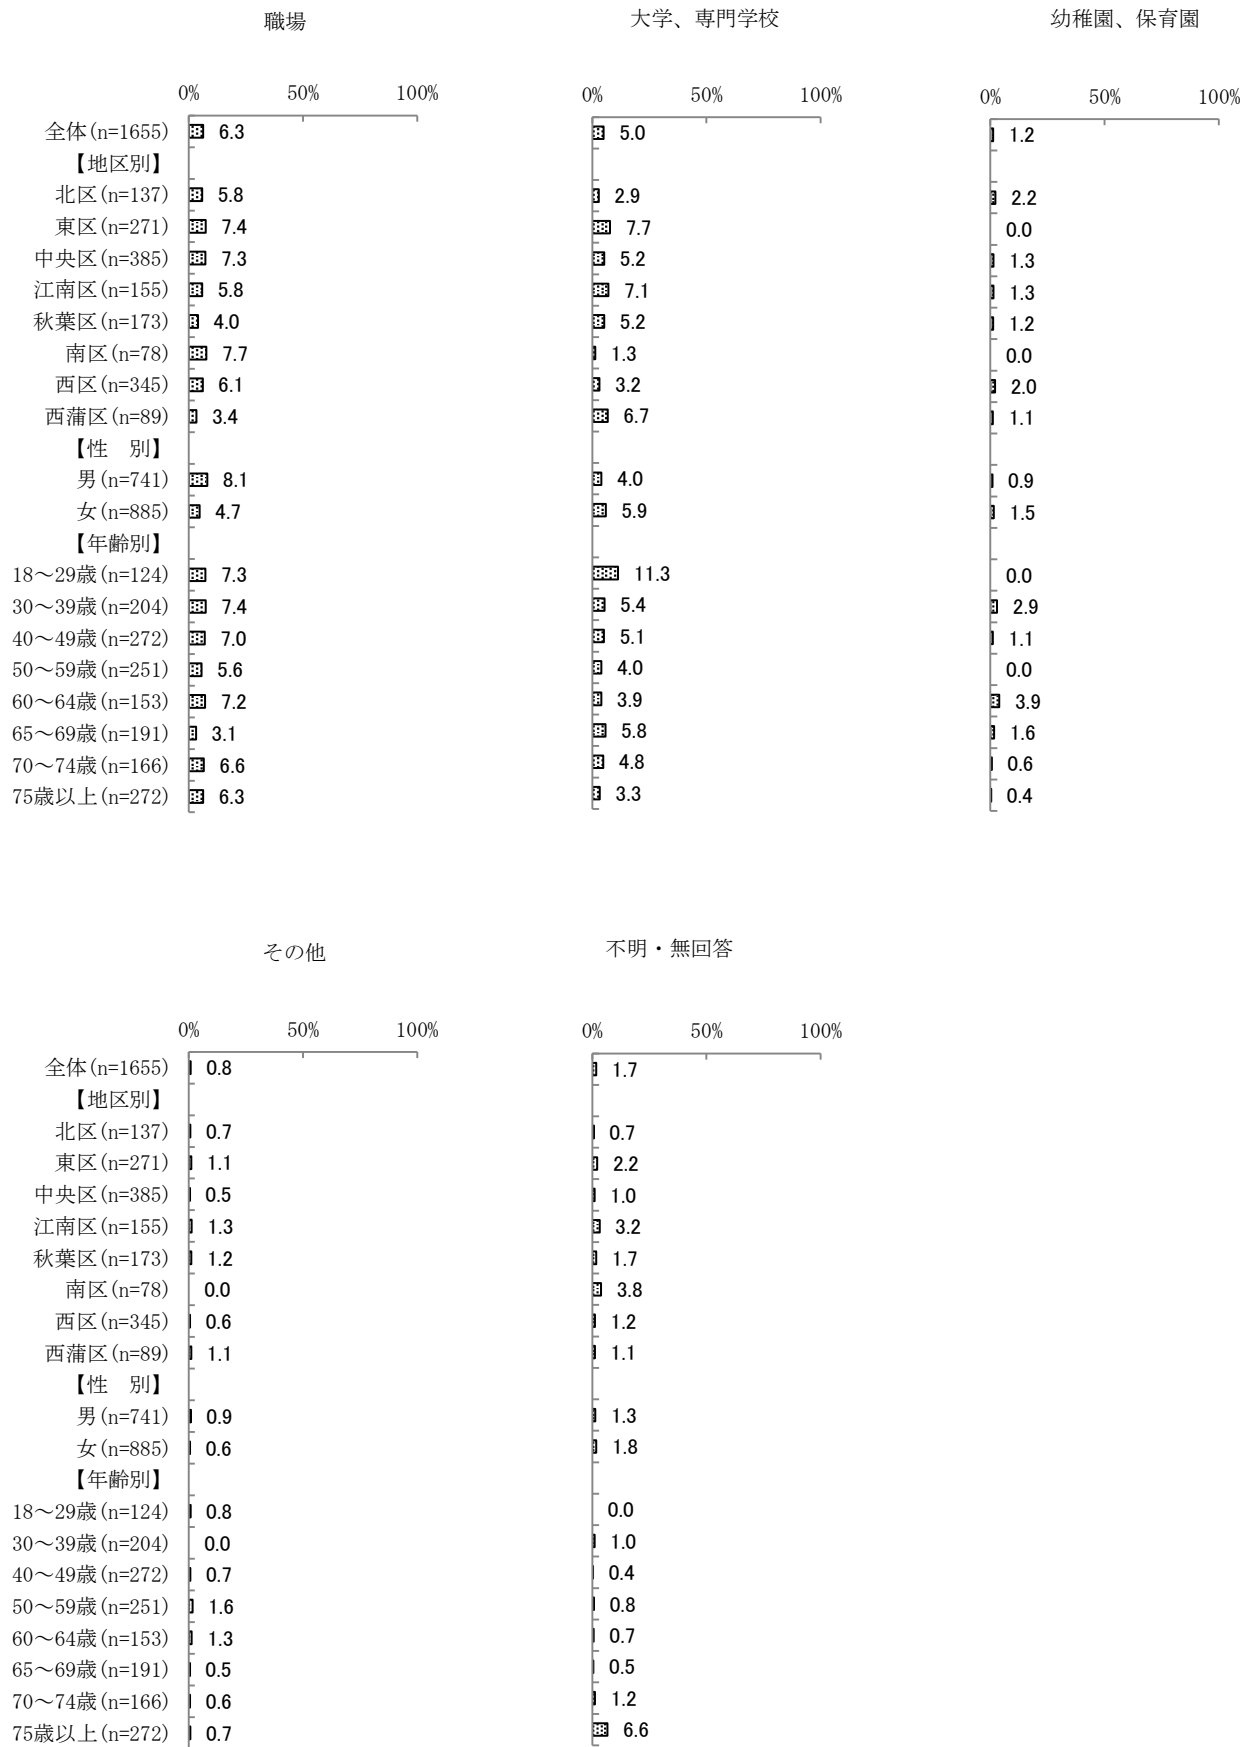 職場　大学、専門学校　幼稚園、保育園
0%　50%　100%　0%　50%　100%　0%　50%　100%
全体(n=1655)　6.3　5.0　1.2
【地区別】
北区(n=137)　5.8　2.9　2.2
東区(n=271)　7.4　7.7　0.0
中央区(n=385)　7.3　5.2　1.3
江南区(n=155)　5.8　7.1　1.3
秋葉区(n=173)　4.0　5.2　1.2
南区(n=78)　7.7　1.3　0.0
西区(n=345)　6.1　3.2　2.0
西蒲区(n=89)　3.4　6.7　1.1
【性　別】
男(n=741)　8.1　4.0　0.9
女(n=885)　4.7　5.9　1.5
【年齢別】
18～29歳(n=124)　7.3　11.3　0.0
30～39歳(n=204)　7.4　5.4　2.9
40～49歳(n=272)　7.0　5.1　1.1
50～59歳(n=251)　5.6　4.0　0.0
60～64歳(n=153)　7.2　3.9　3.9
65～69歳(n=191)　3.1　5.8　1.6
70～74歳(n=166)　6.6　4.8　0.6
75歳以上(n=272)　6.3　3.3　0.4
その他　不明・無回答
0%　50%　100%　0%　50%　100%
全体(n=1655)　0.8　1.7
【地区別】
北区(n=137)　0.7　0.7
東区(n=271)　1.1　2.2
中央区(n=385)　0.5　1.0
江南区(n=155)　1.3　3.2
秋葉区(n=173)　1.2　1.7
南区(n=78)　0.0　3.8
西区(n=345)　0.6　1.2
西蒲区(n=89)　1.1　1.1
【性　別】
男(n=741)　0.9　1.3
女(n=885)　0.6　1.8
【年齢別】
18～29歳(n=124)　0.8　0.0
30～39歳(n=204)　0.0　1.0
40～49歳(n=272)　0.7　0.4
50～59歳(n=251)　1.6　0.8
60～64歳(n=153)　1.3　0.7
65～69歳(n=191)　0.5　0.5
70～74歳(n=166)　0.6　1.2
75歳以上(n=272)　0.7　6.6